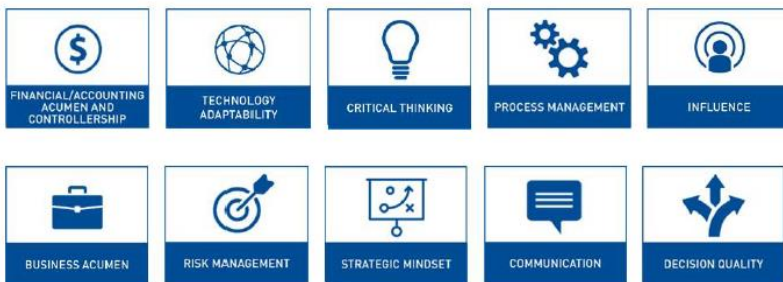 $
FINANCIAL/ACCOUNTING
ACUMEN AND
CONTROLLERSHIP
TECHNOLOGY
ADAPTABILITY
CRITICAL THINKING
PROCESS MANAGEMENT
INFLUENCE
BUSINESS ACUMEN
RISK MANAGEMENT
STRATEGIC MINDSET
COMMUNICATION
DECISION QUALITY